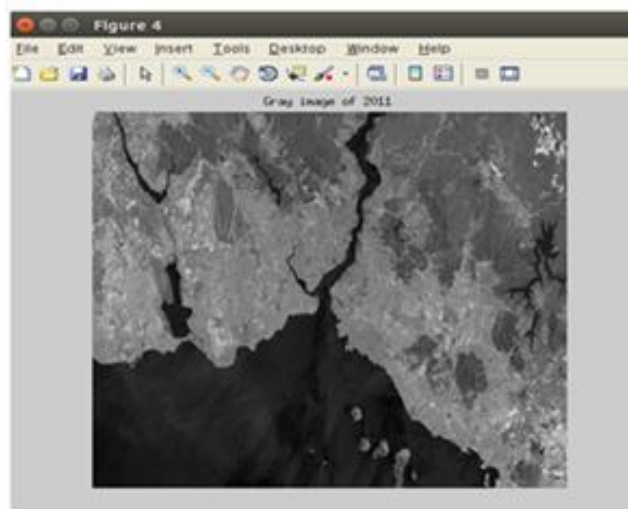 Figure 4
File Edit View Insert Tools Desktop Window Help
Gray image of 2011